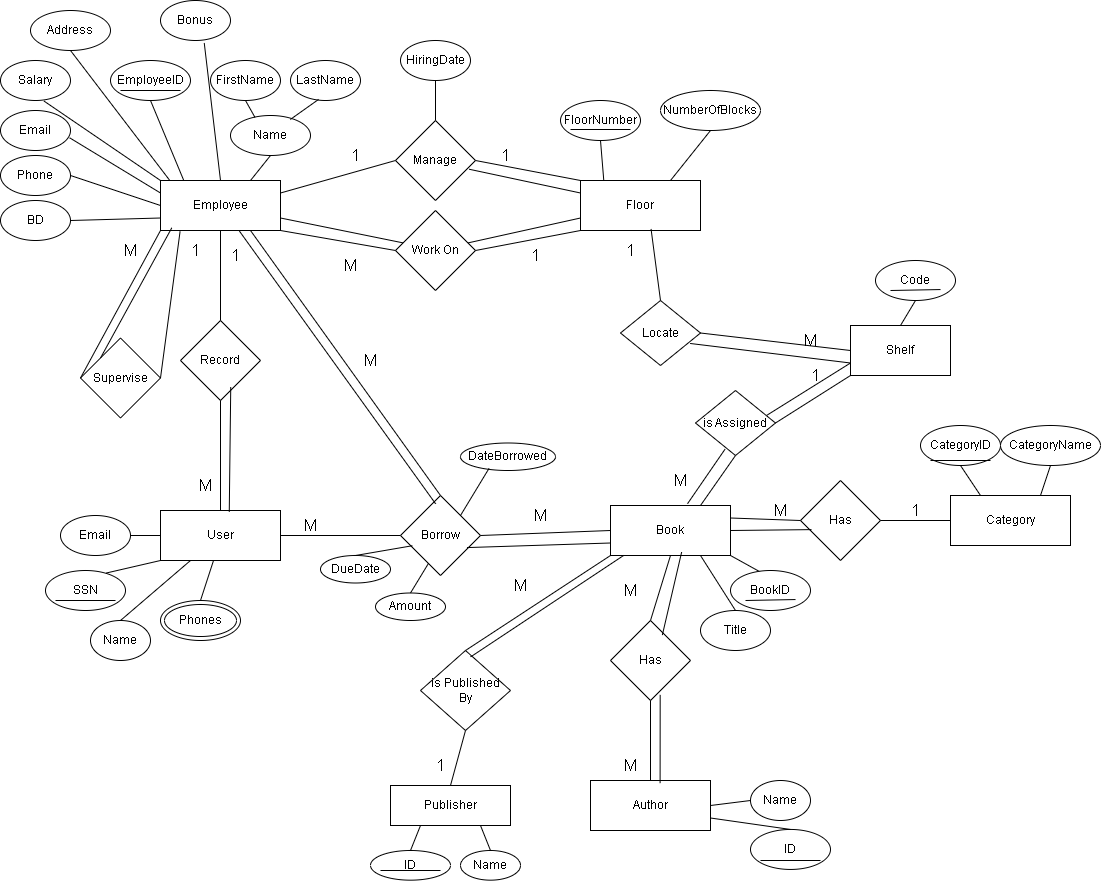 Bonus
Address
HiringDate
Salary
EmployeeID
FirstName
LastName
NumberOfBlocks
FloorNumber
Email
Name
1
1
Manage
Phone
Employee
Floor
BD
M
1
1
Work On
1
1
M
Code
Locate
M
Shelf
Record
M
Supervise
1
is Assigned
CategoryID
CategoryName
DateBorrowed
M
M
M
M
M
1
Email
User
Borrow
Book
Has
Category
DueDate
M
M
SSN
BookID
Amount
Phones
Title
Name
Has
is Published
By
1
M
Publisher
Author
Name
ID
ID
Name